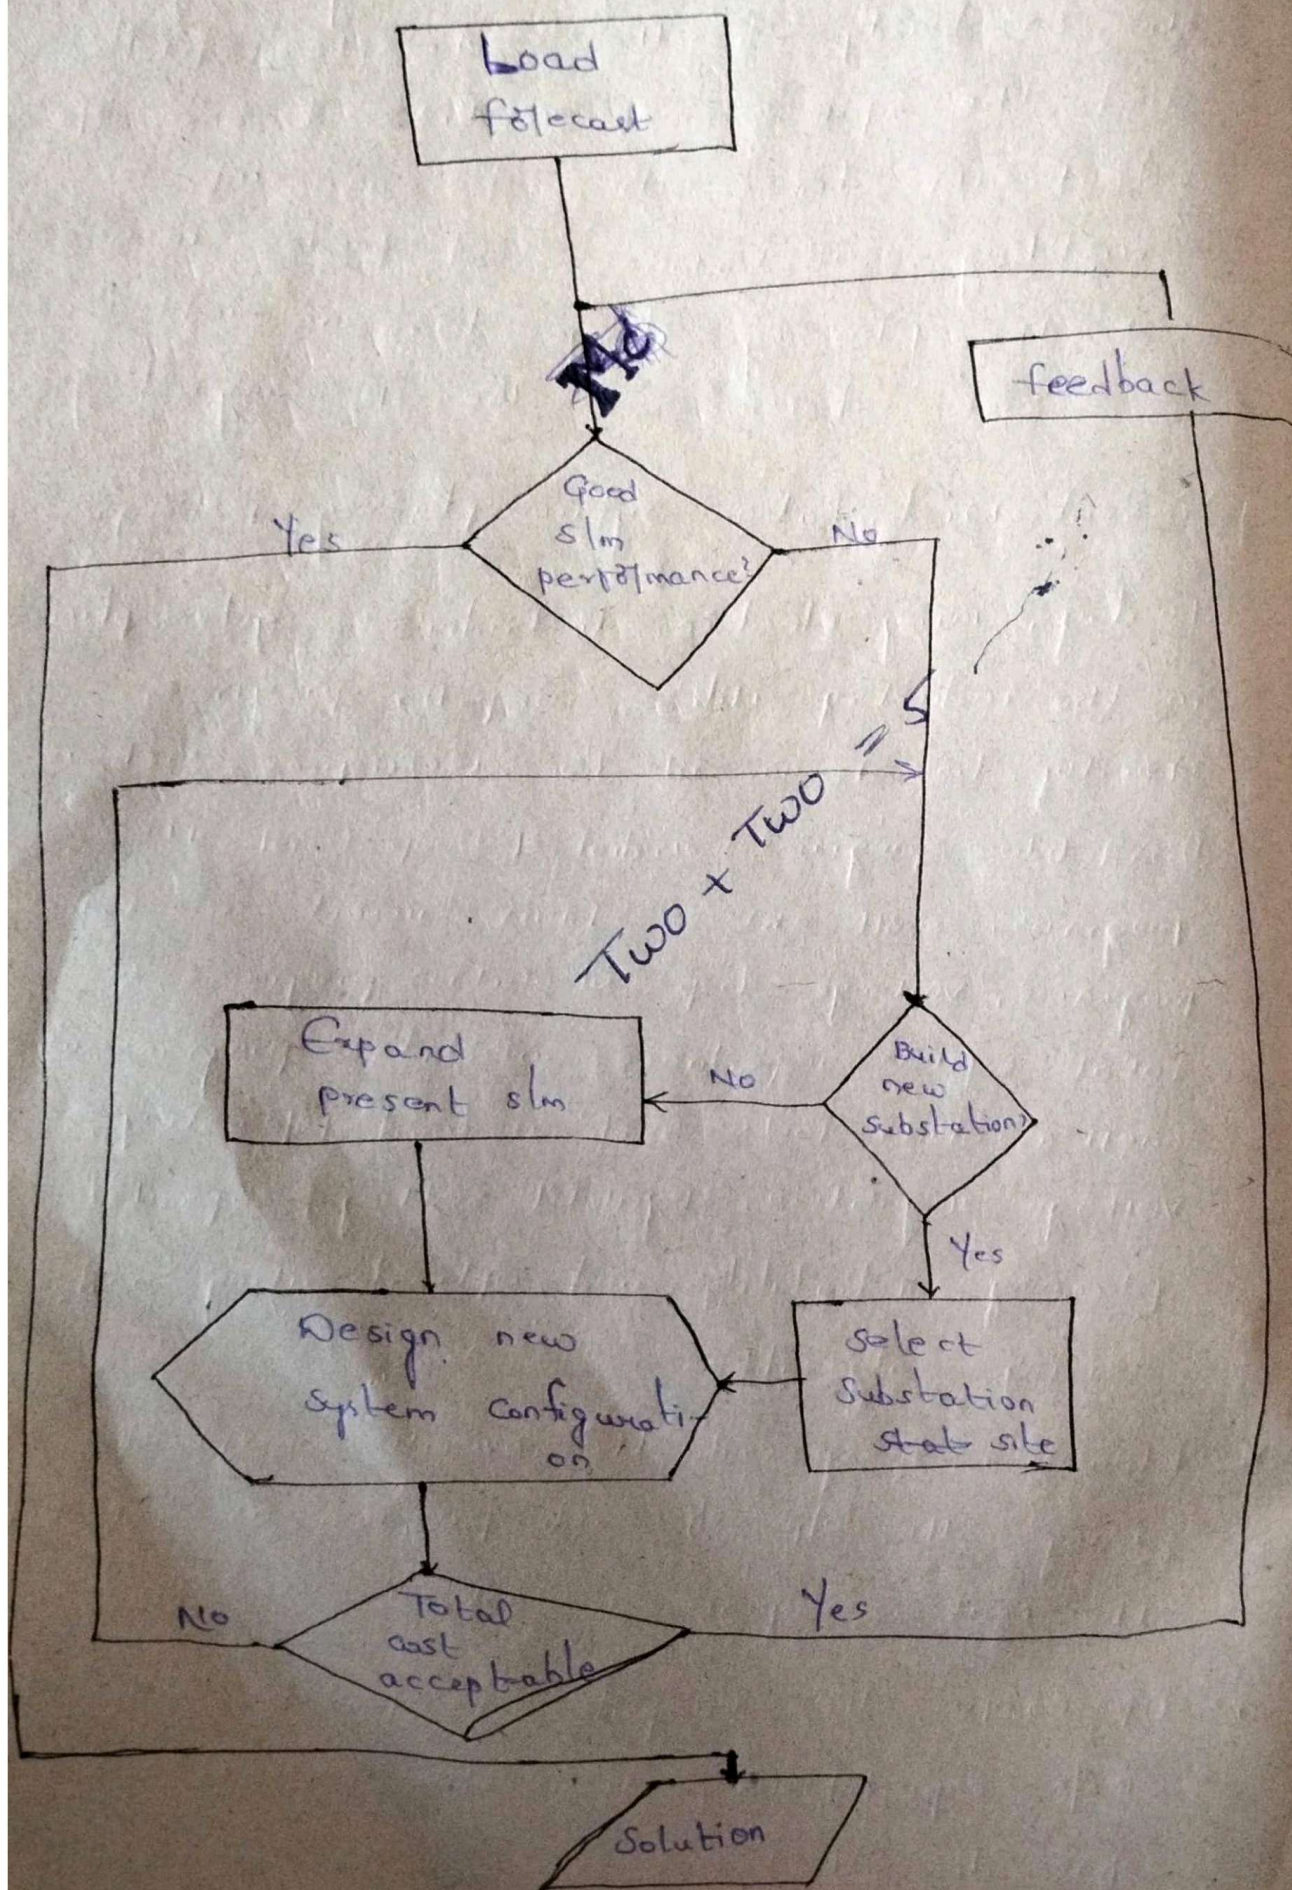 Load
forecast
feedback
Good
s/m
performance?
Yes
No
Two x Two = 5
Expand
present s/m
No
Build
new
substation?
Yes
Design new
system configurati-
on
select
substation
site
Total
cost
acceptable
No
Yes
Solution